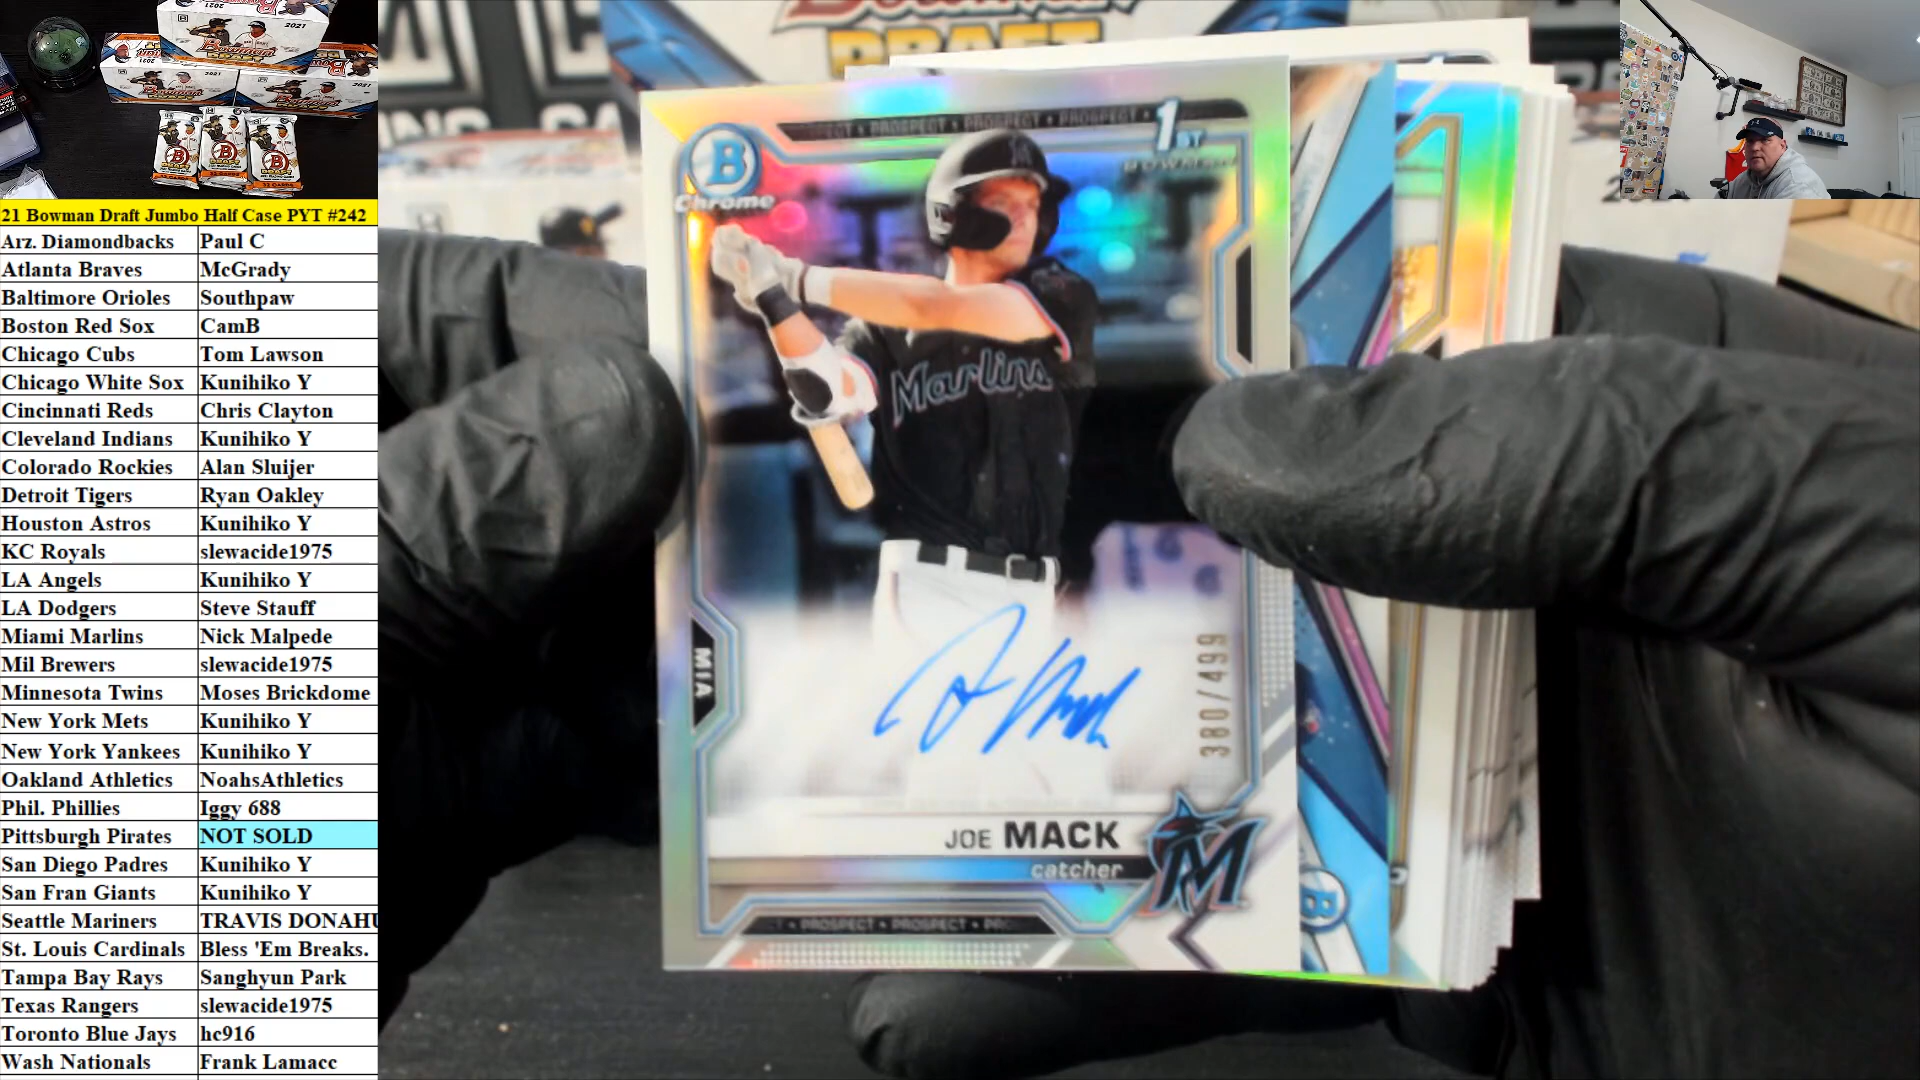 21 Bowman Draft Jumbo Half Case PYT #242
Arz. Diamondbacks Paul C
Atlanta Braves McGrady
Baltimore Orioles Southpaw
Boston Red Sox CamB
Chicago Cubs Tom Lawson
Chicago White Sox Kunihiko Y
Cincinnati Reds Chris Clayton
Cleveland Indians Kunihiko Y
Colorado Rockies Alan Sluijer
Detroit Tigers Ryan Oakley
Houston Astros Kunihiko Y
KC Royals slewacide1975
LA Angels Kunihiko Y
LA Dodgers Steve Stauff
Miami Marlins Nick Malpede
Mil Brewers slewacide1975
Minnesota Twins Moses Brickdome
New York Mets Kunihiko Y
New York Yankees Kunihiko Y
Oakland Athletics NoahsAthletics
Phil. Phillies Iggy 688
Pittsburgh Pirates NOT SOLD
San Diego Padres Kunihiko Y
San Fran Giants Kunihiko Y
Seattle Mariners TRAVIS DONAHU
St. Louis Cardinals Bless 'Em Breaks.
Tampa Bay Rays Sanghyun Park
Texas Rangers slewacide1975
Toronto Blue Jays hc916
Wash Nationals Frank Lamacc
PROSPECT • PROSPECT • PROSPECT
1ST
BOWMAN
B
Chrome
Marlins
MIA
380/499
JOE MACK
catcher
M
PROSPECT • PROSPECT
B